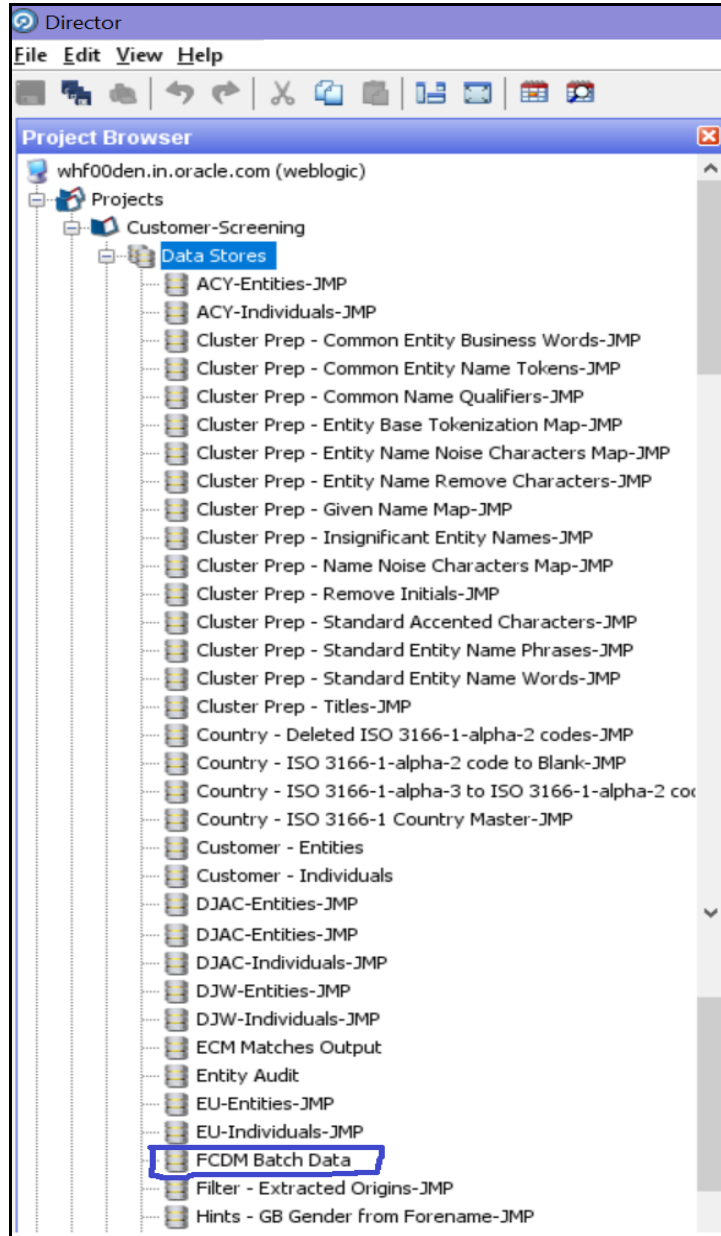 Director
File Edit View Help
Project Browser
whf00den.in.oracle.com (weblogic)
Projects
Customer-Screening
Data Stores
ACY-Entities-JMP
ACY-Individuals-JMP
Cluster Prep - Common Entity Business Words-JMP
Cluster Prep - Common Entity Name Tokens-JMP
Cluster Prep - Common Name Qualifiers-JMP
Cluster Prep - Entity Base Tokenization Map-JMP
Cluster Prep - Entity Name Noise Characters Map-JMP
Cluster Prep - Entity Name Remove Characters-JMP
Cluster Prep - Given Name Map-JMP
Cluster Prep - Insignificant Entity Names-JMP
Cluster Prep - Name Noise Characters Map-JMP
Cluster Prep - Remove Initials-JMP
Cluster Prep - Standard Accented Characters-JMP
Cluster Prep - Standard Entity Name Phrases-JMP
Cluster Prep - Standard Entity Name Words-JMP
Cluster Prep - Titles-JMP
Country - Deleted ISO 3166-1-alpha-2 codes-JMP
Country - ISO 3166-1-alpha-2 code to Blank-JMP
Country - ISO 3166-1-alpha-3 to ISO 3166-1-alpha-2 co
Country - ISO 3166-1 Country Master-JMP
Customer - Entities
Customer - Individuals
DJAC-Entities-JMP
DJAC-Entities-JMP
DJAC-Individuals-JMP
DJW-Entities-JMP
DJW-Individuals-JMP
ECM Matches Output
Entity Audit
EU-Entities-JMP
EU-Individuals-JMP
FCDM Batch Data
Filter - Extracted Origins-JMP
Hints - GB Gender from Forename-JMP